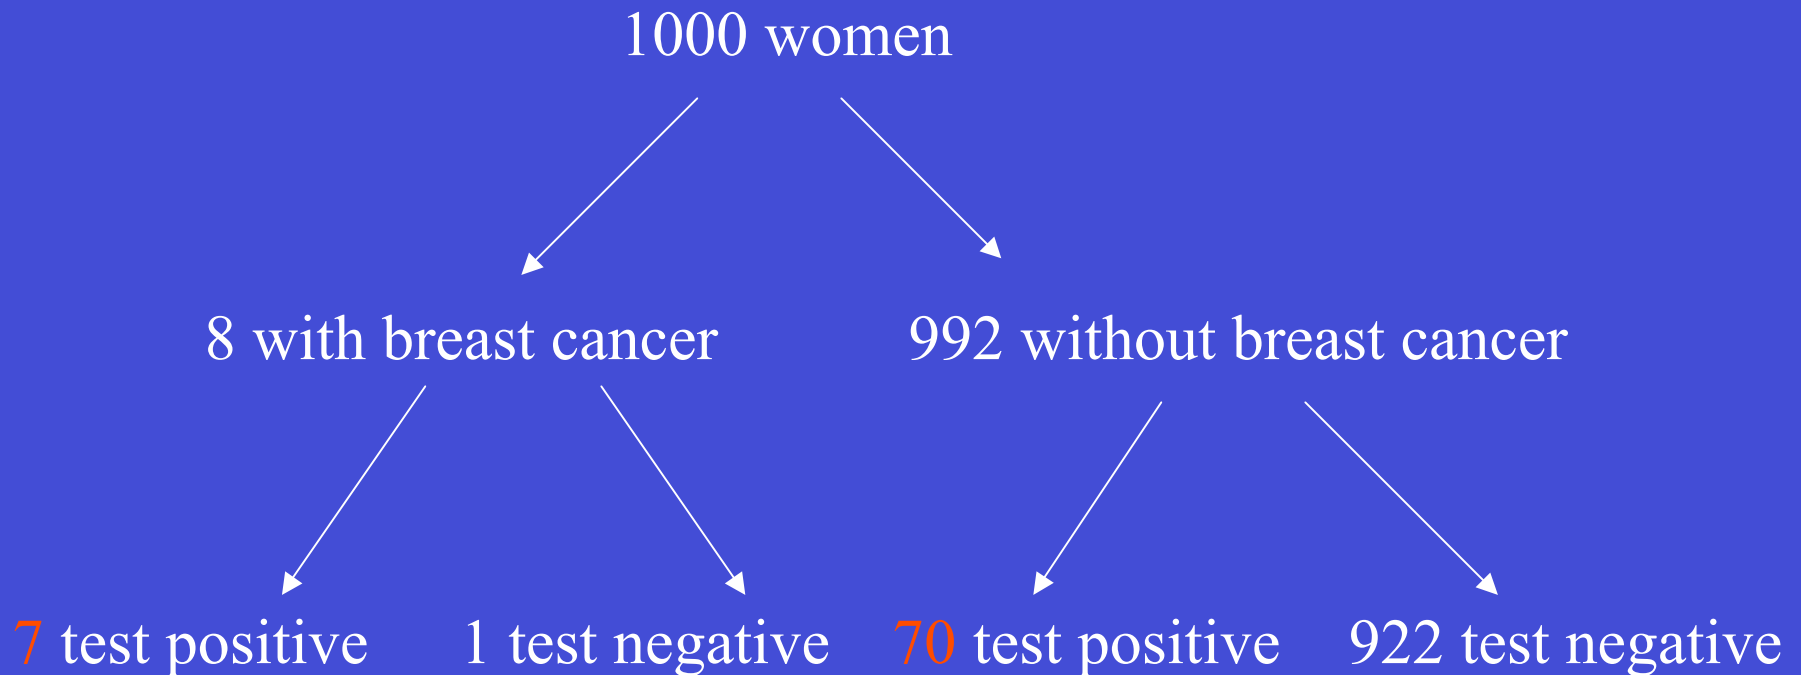 1000 women
8 with breast cancer
992 without breast cancer
7 test positive
1 test negative
70 test positive
922 test negative